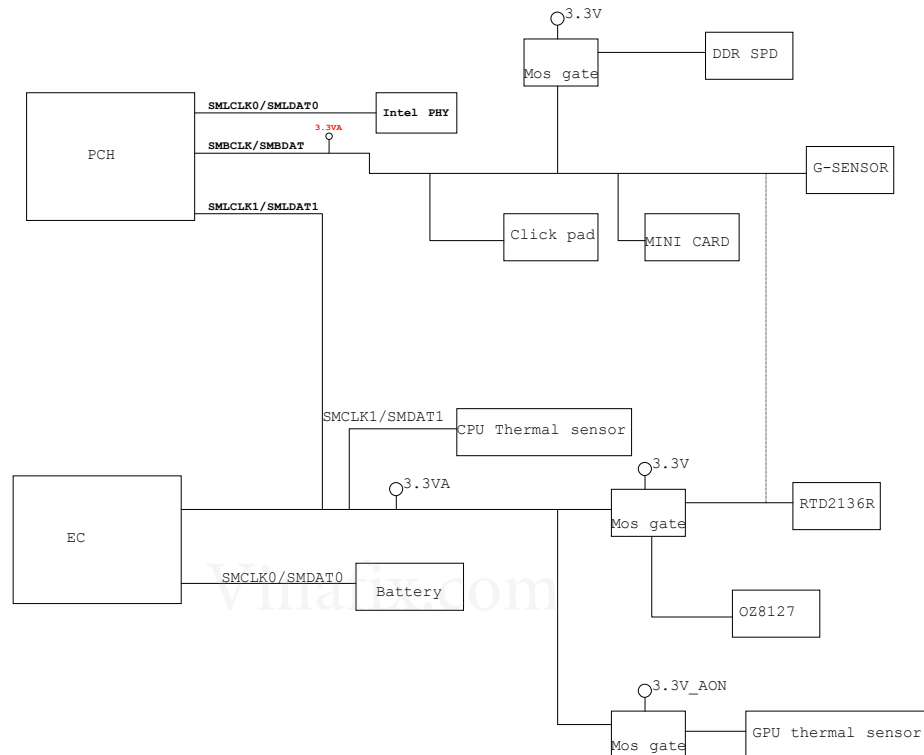 3.3V
DDR SPD
Mos gate
SMLCLK0/SMLDAT0
Intel PHY
3.3VA
SMBCLK/SMBDAT
PCH
G-SENSOR
SMLCLK1/SMLDAT1
Click pad
MINI CARD
SMCLK1/SMDAT1
CPU Thermal sensor
3.3V
3.3VA
RTD2136R
Mos gate
EC
SMCLK0/SMDAT0
Battery
Vinafix.com
OZ8127
3.3V_AON
GPU thermal sensor
Mos gate